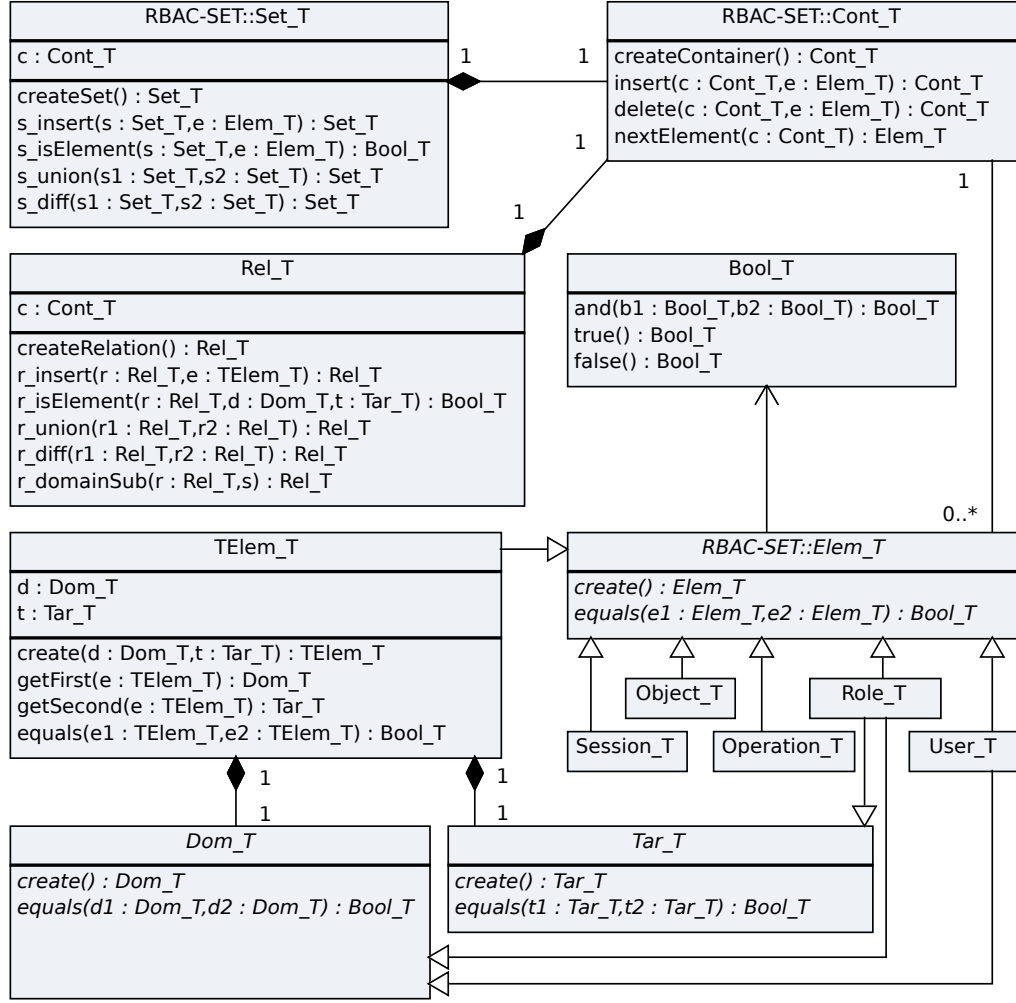 RBAC-SET::Set_T
c : Cont_T
createSet() : Set_T
s_insert(s : Set_T,e : Elem_T) : Set_T
s_isElement(s : Set_T,e : Elem_T) : Bool_T
s_union(s1 : Set_T,s2 : Set_T) : Set_T
s_diff(s1 : Set_T,s2 : Set_T) : Set_T
1
1
RBAC-SET::Cont_T
createContainer() : Cont_T
insert(c : Cont_T,e : Elem_T) : Cont_T
delete(c : Cont_T,e : Elem_T) : Cont_T
nextElement(c : Cont_T) : Elem_T
1
1
1
0..*
Rel_T
c : Cont_T
createRelation() : Rel_T
r_insert(r : Rel_T,e : TElem_T) : Rel_T
r_isElement(r : Rel_T,d : Dom_T,t : Tar_T) : Bool_T
r_union(r1 : Rel_T,r2 : Rel_T) : Rel_T
r_diff(r1 : Rel_T,r2 : Rel_T) : Rel_T
r_domainSub(r : Rel_T,s) : Rel_T
Bool_T
and(b1 : Bool_T,b2 : Bool_T) : Bool_T
true() : Bool_T
false() : Bool_T
TElem_T
d : Dom_T
t : Tar_T
create(d : Dom_T,t : Tar_T) : TElem_T
getFirst(e : TElem_T) : Dom_T
getSecond(e : TElem_T) : Tar_T
equals(e1 : TElem_T,e2 : TElem_T) : Bool_T
RBAC-SET::Elem_T
create() : Elem_T
equals(e1 : Elem_T,e2 : Elem_T) : Bool_T
Object_T
Role_T
Session_T
Operation_T
User_T
1
1
1
1
Dom_T
create() : Dom_T
equals(d1 : Dom_T,d2 : Dom_T) : Bool_T
Tar_T
create() : Tar_T
equals(t1 : Tar_T,t2 : Tar_T) : Bool_T